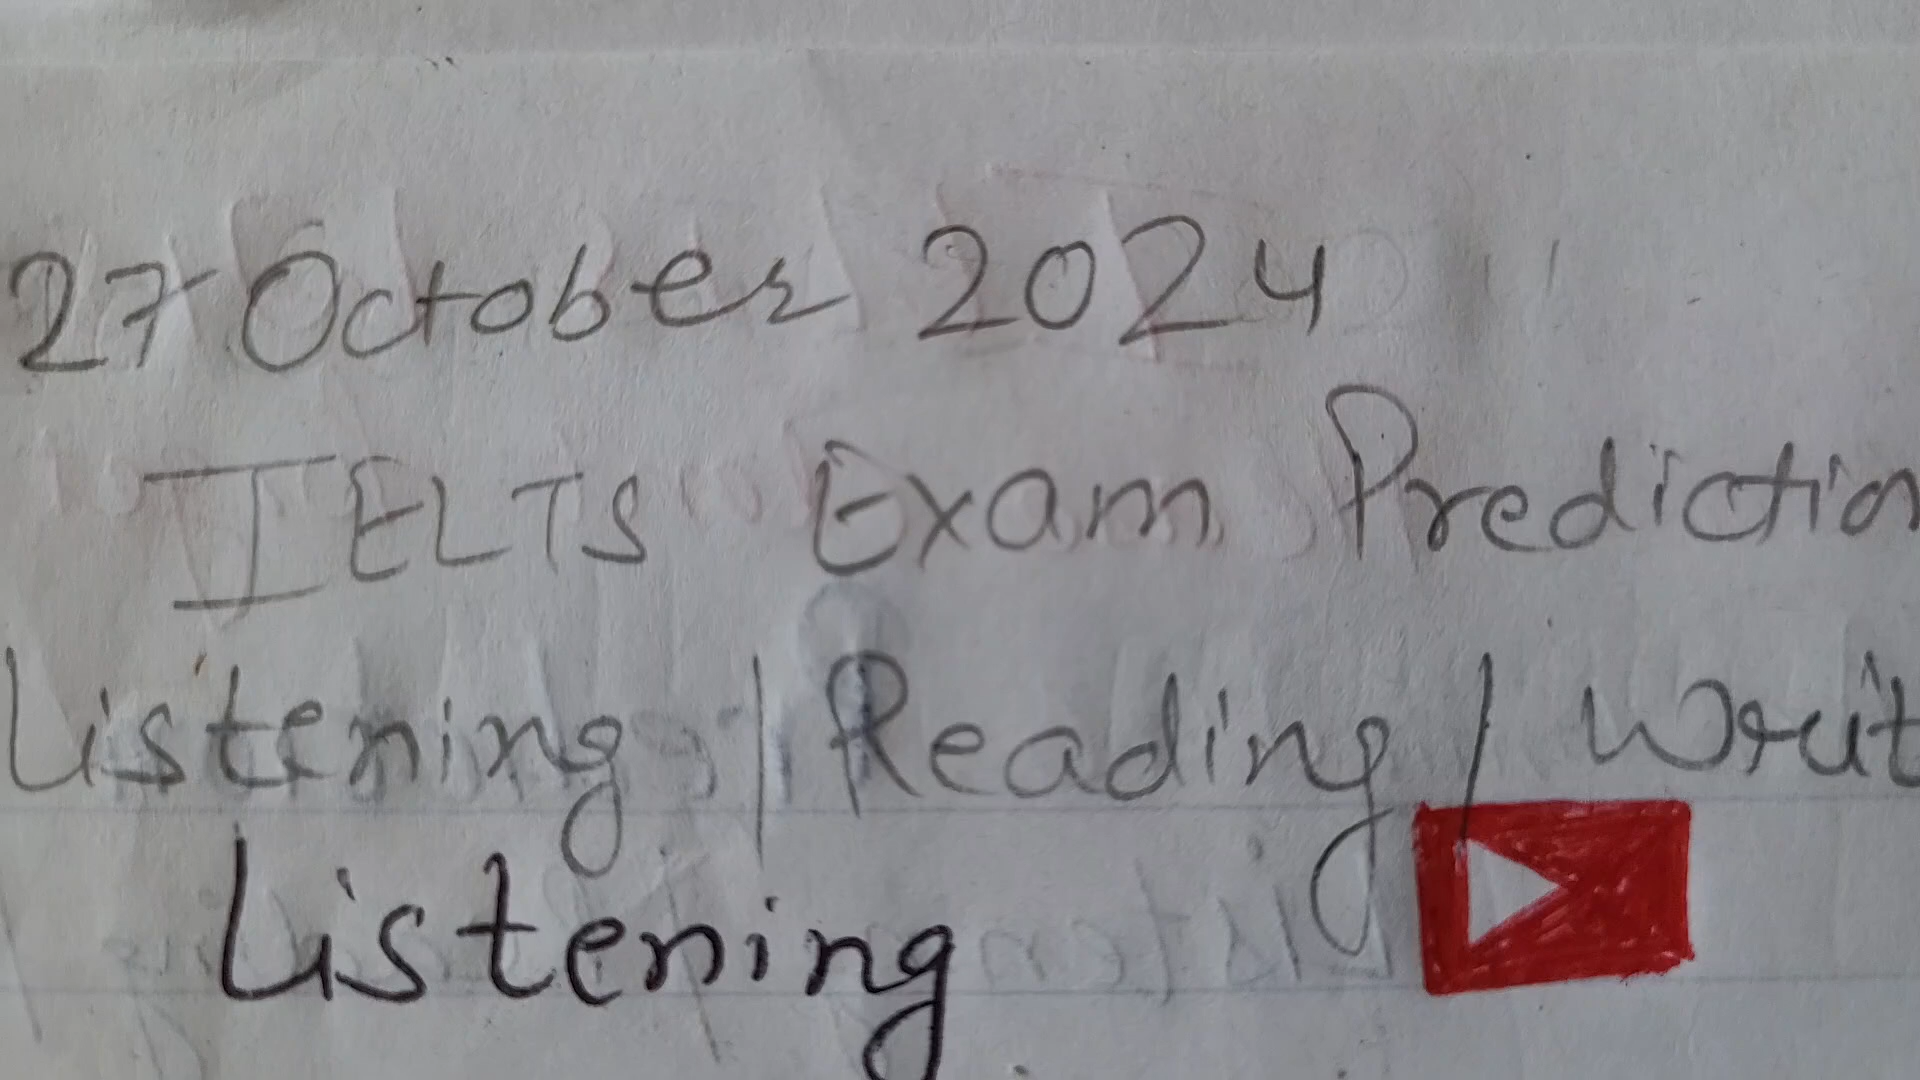 27 October 2024
IELTS Exam Prediction
Listening / Reading / Writ
Listening